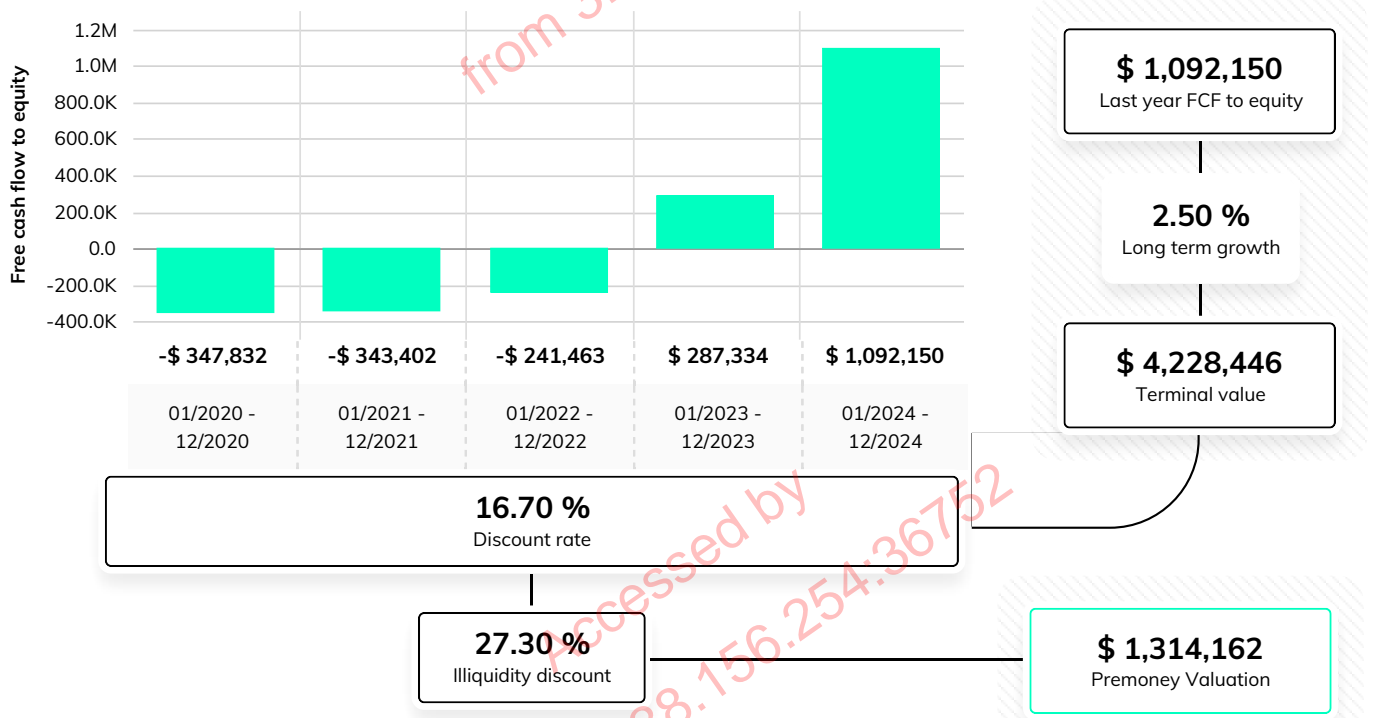 Free cash flow to equity
1.2M
1.0M
800.0K
600.0K
400.0K
200.0K
0.0
-200.0K
-400.0K
-$ 347,832
-$ 343,402
-$ 241,463
$ 287,334
$ 1,092,150
01/2020 -
12/2020
01/2021 -
12/2021
01/2022 -
12/2022
01/2023 -
12/2023
01/2024 -
12/2024
$ 1,092,150
Last year FCF to equity
2.50 %
Long term growth
$ 4,228,446
Terminal value
16.70 %
Discount rate
27.30 %
Illiquidity discount
$ 1,314,162
Premoney Valuation
from
Accessed by
38.156.254:36752